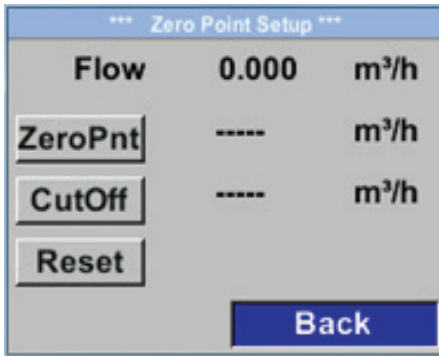 *** Zero Point Setup ***
Flow 0.000 m³/h
ZeroPnt ----- m³/h
CutOff ----- m³/h
Reset
Back